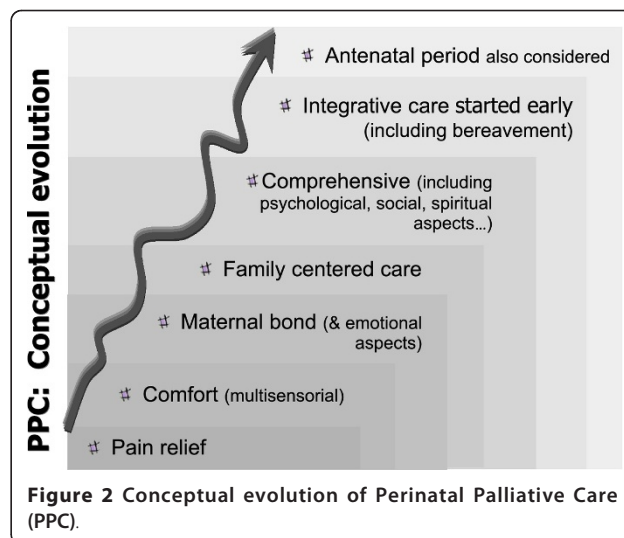 PPC: Conceptual evolution
Antenatal period also considered
Integrative care started early
(including bereavement)
Comprehensive (including
psychological, social, spiritual
aspects...)
Family centered care
Maternal bond (& emotional
aspects)
Comfort (multisensorial)
Pain relief
Figure 2 Conceptual evolution of Perinatal Palliative Care
(PPC).